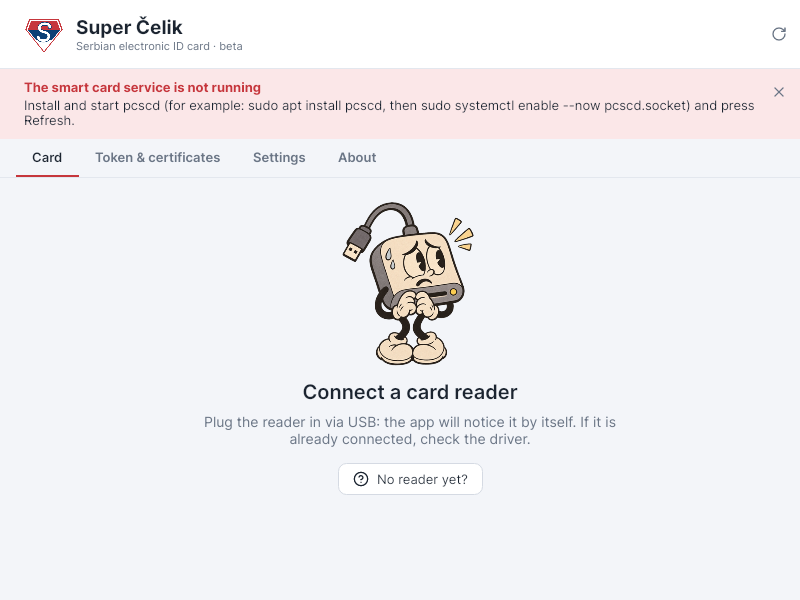 Super Čelik
Serbian electronic ID card · beta
The smart card service is not running
Install and start pcscd (for example: sudo apt install pcscd, then sudo systemctl enable --now pcscd.socket) and press
Refresh.
Card
Token & certificates
Settings
About
Connect a card reader
Plug the reader in via USB: the app will notice it by itself. If it is
already connected, check the driver.
No reader yet?